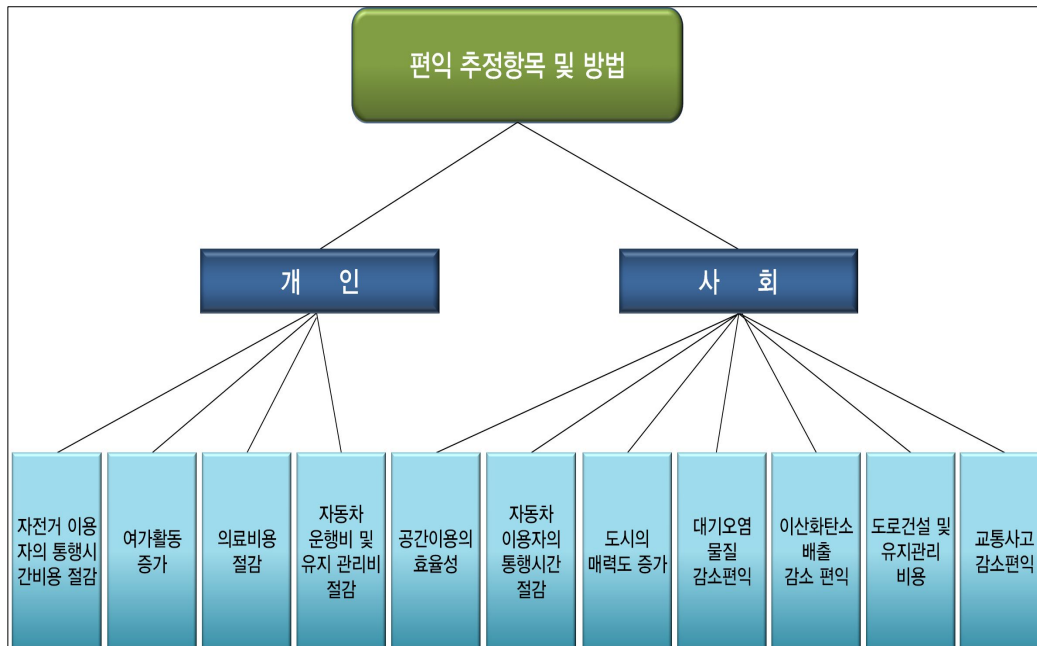 편익 추정항목 및 방법
개 인
사 회
자전거 이용
자의 통행시
간비용 절감
여가활동
증가
의료비용
절감
자동차
운행비 및
유지 관리비
절감
공간이용의
효율성
자동차
이용자의
통행시간
절감
도시의
매력도 증가
대기오염
물질
감소편익
이산화탄소
배출
감소 편익
도로건설 및
유지관리
비용
교통사고
감소편익